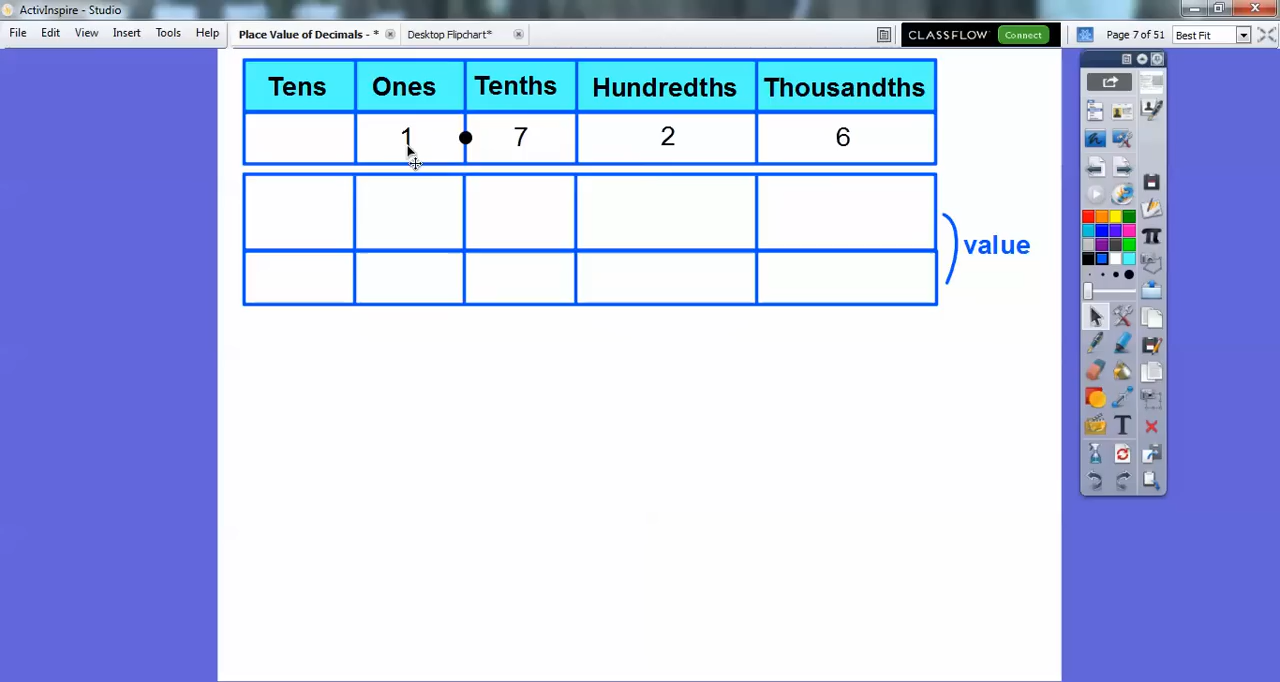 ActivInspire - Studio
File Edit View Insert Tools Help
Place Value of Decimals - * Desktop Flipchart*
CLASSFLOW Connect
Page 7 of 51 Best Fit
Tens Ones Tenths Hundredths Thousandths
1 . 7 2 6
value